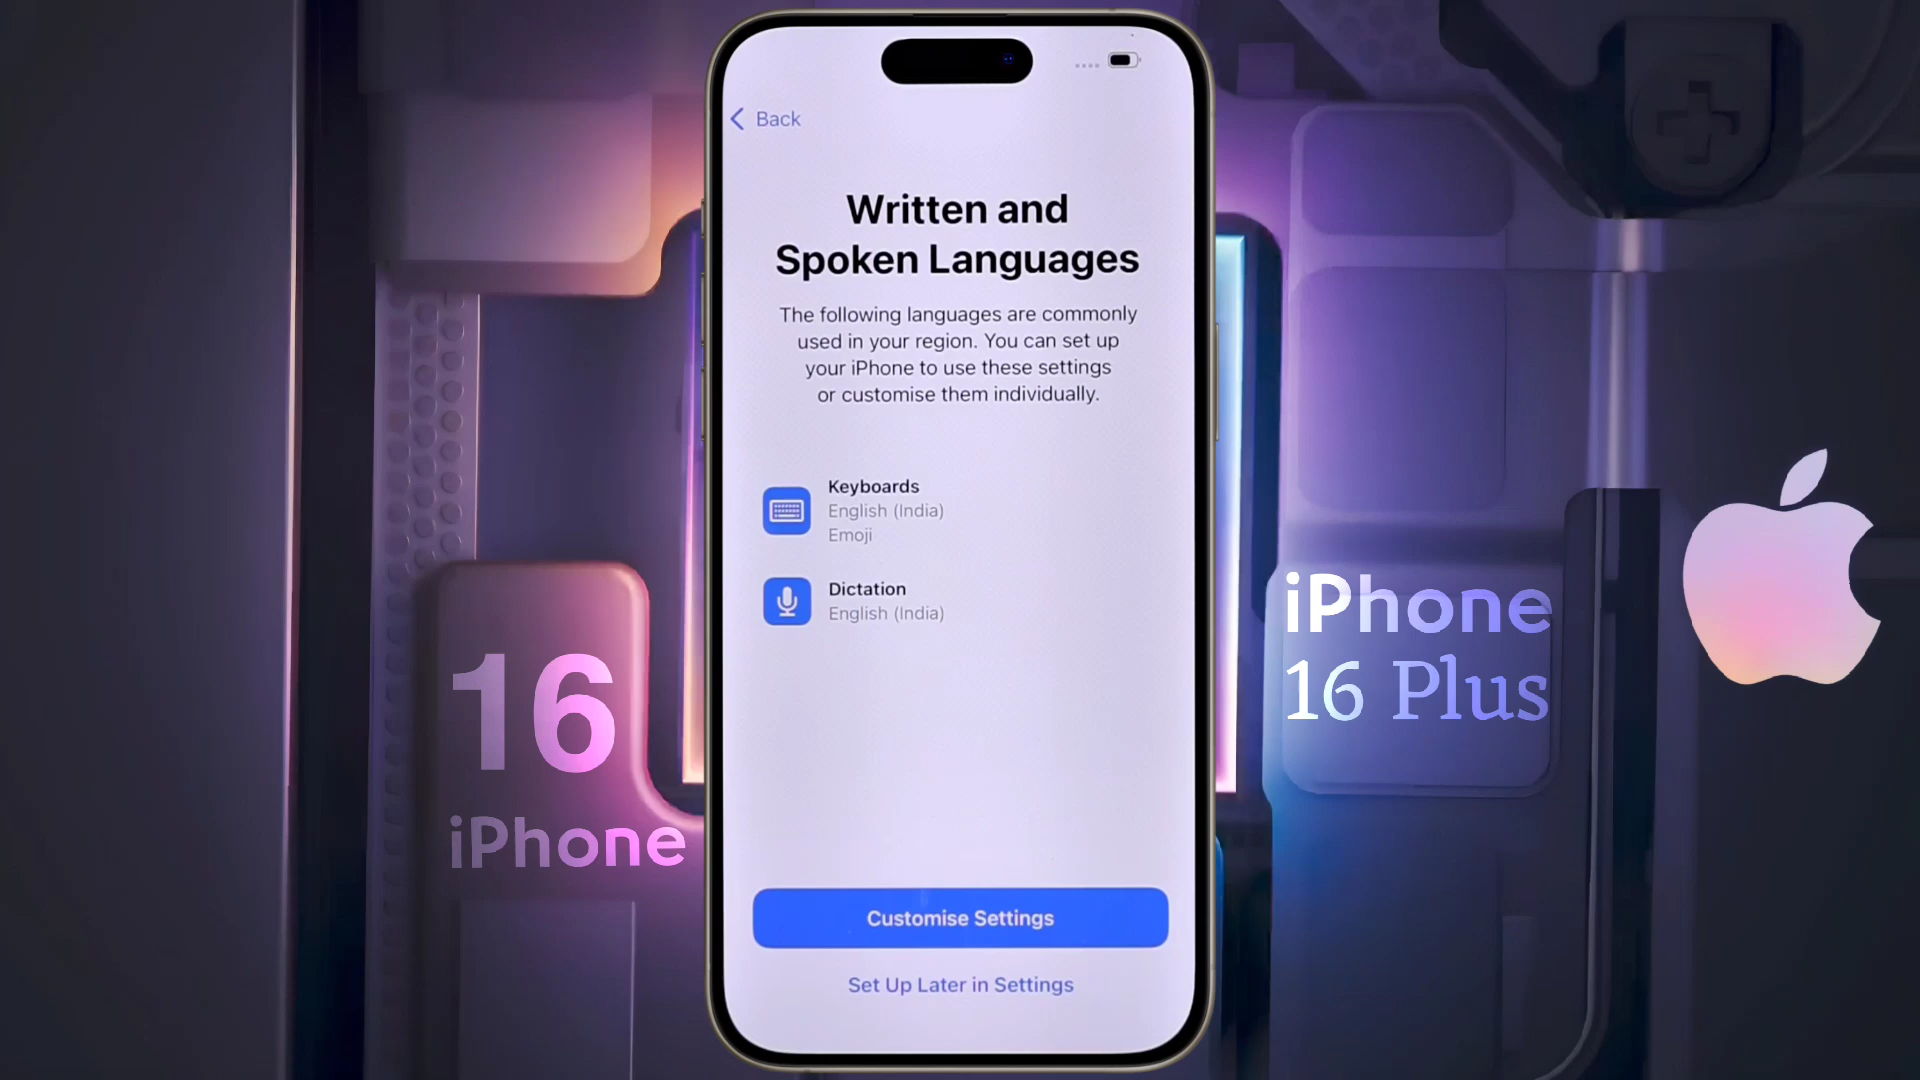 Back
Written and
Spoken Languages
The following languages are commonly
used in your region. You can set up
your iPhone to use these settings
or customise them individually.
Keyboards
English (India)
Emoji
Dictation
English (India)
Customise Settings
Set Up Later in Settings
16
iPhone
iPhone
16 Plus